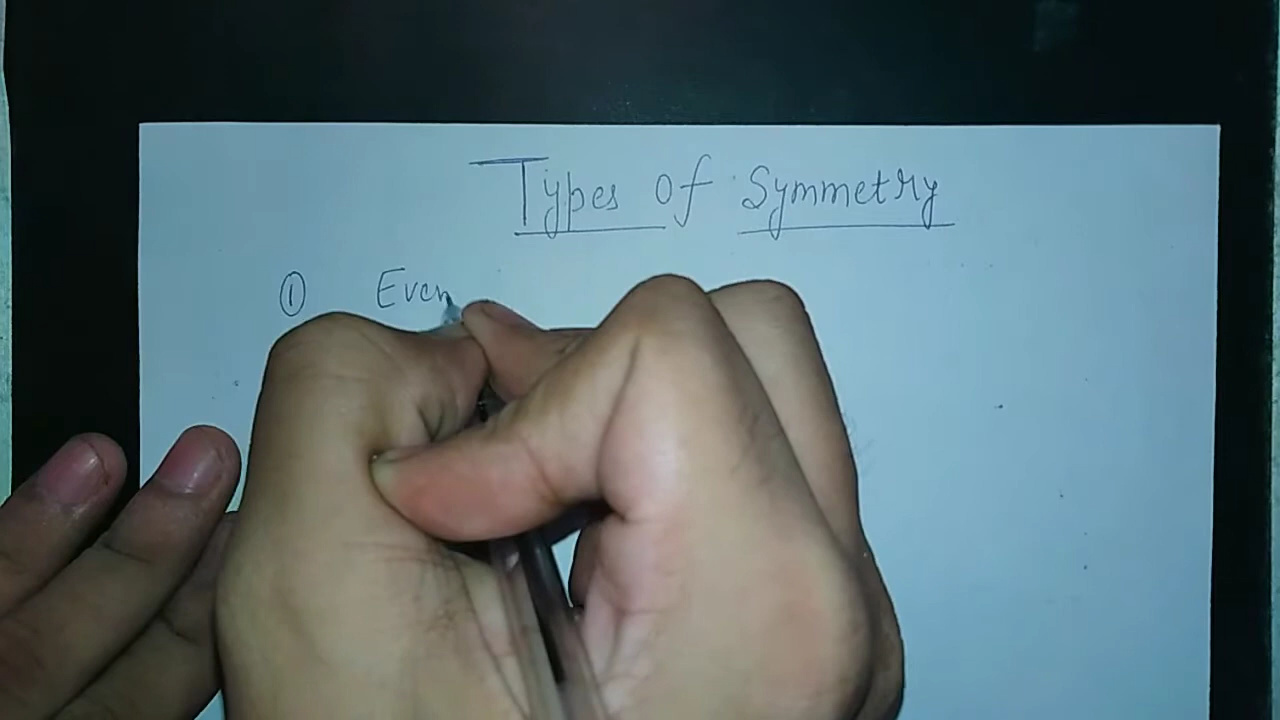 Types of Symmetry
① Even